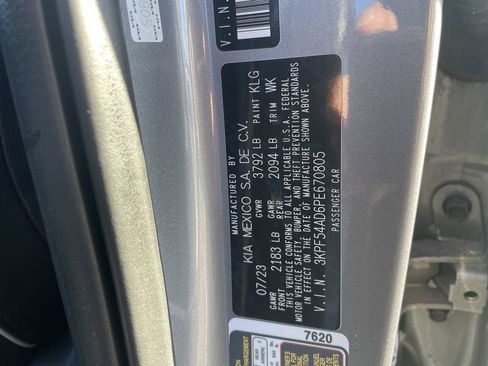 V.I.N.
MANUFACTURED BY
KIA MEXICO S.A. DE C.V.
07/23 GVWR 3792 LB PAINT KLG
GAWR FRONT 2183 LB GAWR REAR 2094 LB TRIM WK
THIS VEHICLE CONFORMS TO ALL APPLICABLE U.S.A. FEDERAL
MOTOR VEHICLE SAFETY, BUMPER, AND THEFT PREVENTION STANDARDS
IN EFFECT ON THE DATE OF MANUFACTURE SHOWN ABOVE.
V.I.N. 3KPF54AD6PE670805
PASSENGER CAR
7620